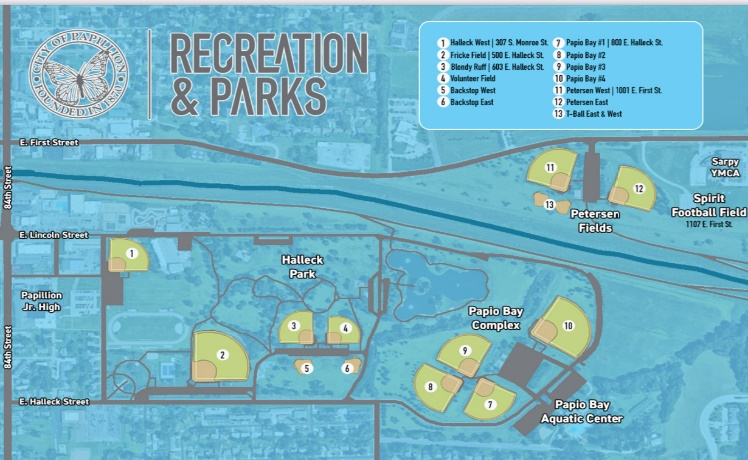 CITY OF PAPILLION
FOUNDED IN 1870
RECREATION
& PARKS
1 Halleck West | 307 S. Monroe St.
2 Fricke Field | 500 E. Halleck St.
3 Blondy Ruff | 603 E. Halleck St.
4 Volunteer Field
5 Backstop West
6 Backstop East
7 Papio Bay #1 | 800 E. Halleck St.
8 Papio Bay #2
9 Papio Bay #3
10 Papio Bay #4
11 Petersen West | 1001 E. First St.
12 Petersen East
13 T-Ball East & West
E. First Street
84th Street
E. Lincoln Street
Sarpy
YMCA
Spirit
Football Field
1107 E. First St.
11
12
13
Petersen
Fields
1
Halleck
Park
Papillion
Jr. High
84th Street
2
3
4
5
6
Papio Bay
Complex
10
9
8
7
Papio Bay
Aquatic Center
E. Halleck Street